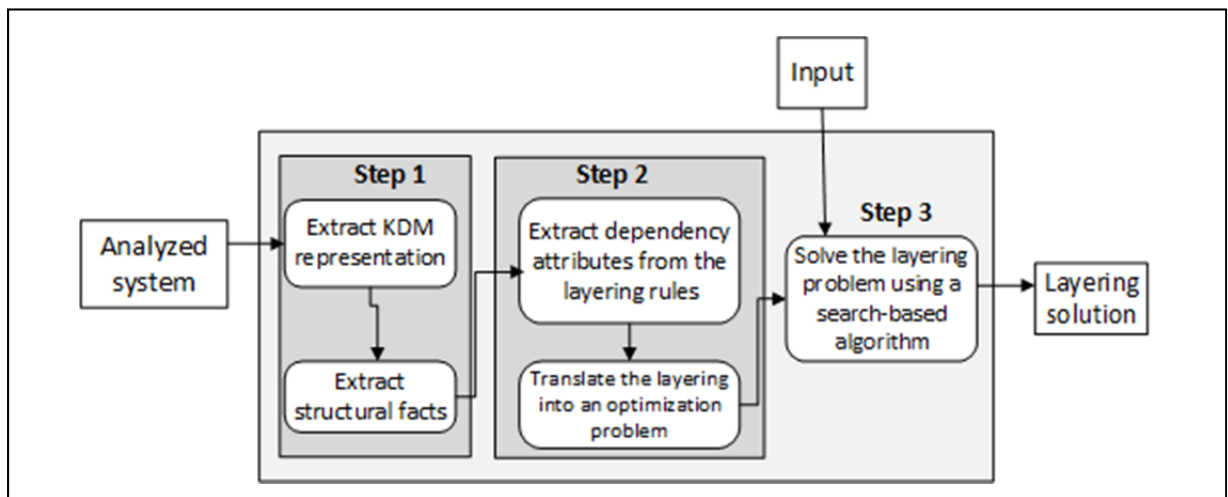 Input
Step 1
Step 2
Step 3
Analyzed
system
Extract KDM
representation
Extract
structural facts
Extract dependency
attributes from the
layering rules
Translate the layering
into an optimization
problem
Solve the layering
problem using a
search-based
algorithm
Layering
solution